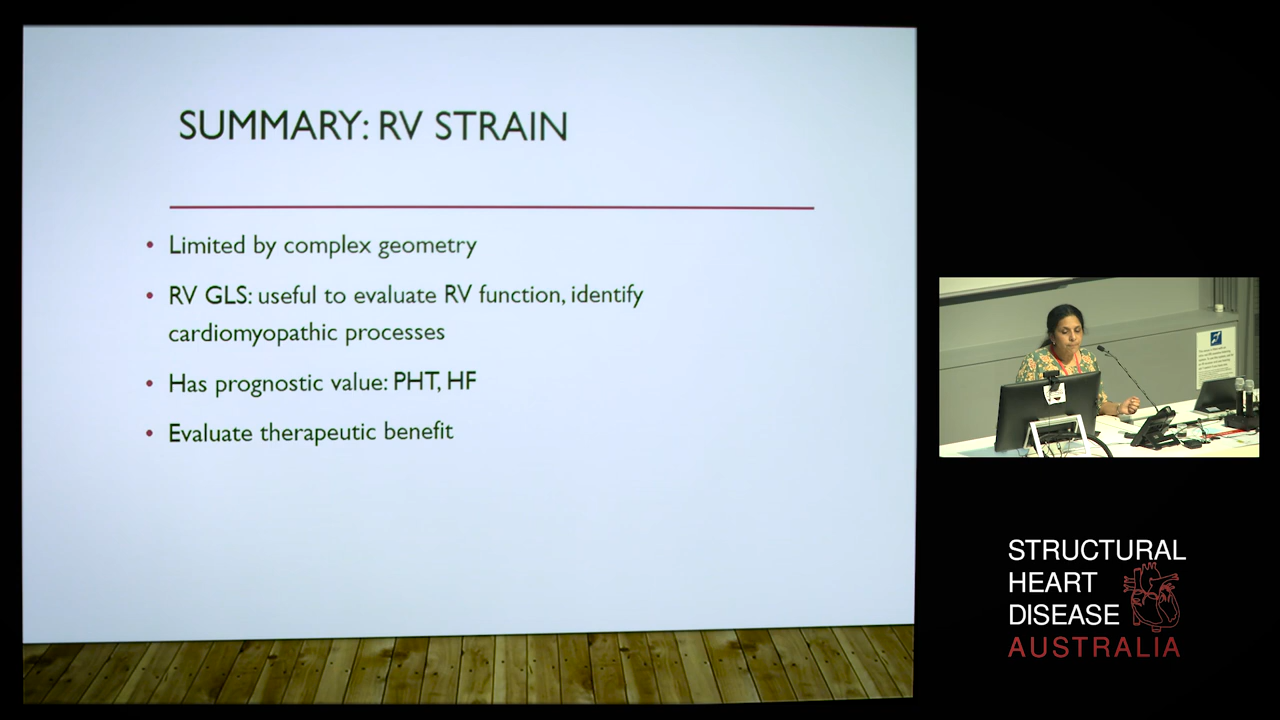 SUMMARY: RV STRAIN
• Limited by complex geometry
• RV GLS: useful to evaluate RV function, identify
cardiomyopathic processes
• Has prognostic value: PHT, HF
• Evaluate therapeutic benefit
STRUCTURAL
HEART
DISEASE
AUSTRALIA